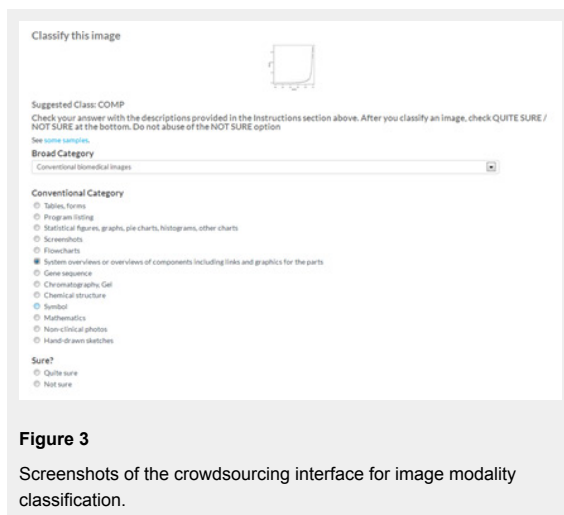 Classify this image
Suggested Class: COMP
Check your answer with the descriptions provided in the Instructions section above. After you classify an image, check QUITE SURE /
NOT SURE at the bottom. Do not abuse of the NOT SURE option
See some samples.
Broad Category
Conventional biomedical images
Conventional Category
Tables, forms
Program listing
Statistical figures, graphs, pie charts, histograms, other charts
Screenshots
Flowcharts
System overviews or overviews of components including links and graphics for the parts
Gene sequence
Chromatography, Gel
Chemical structure
Symbol
Mathematics
Non-clinical photos
Hand-drawn sketches
Sure?
Quite sure
Not sure
Figure 3
Screenshots of the crowdsourcing interface for image modality
classification.